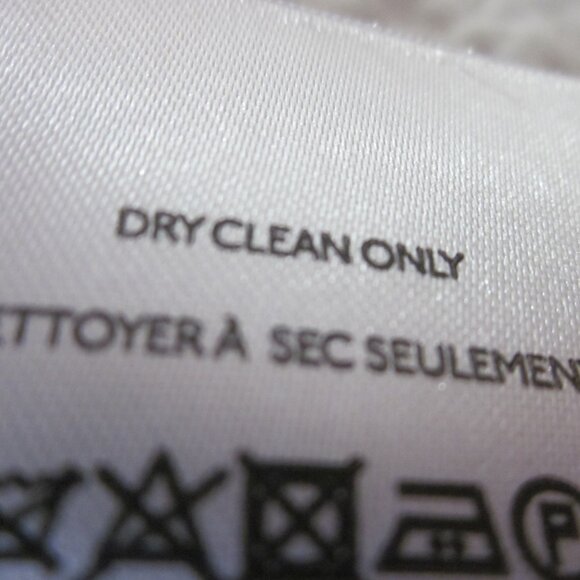 DRY CLEAN ONLY
ETTOYER À SEC SEULEMEN
P